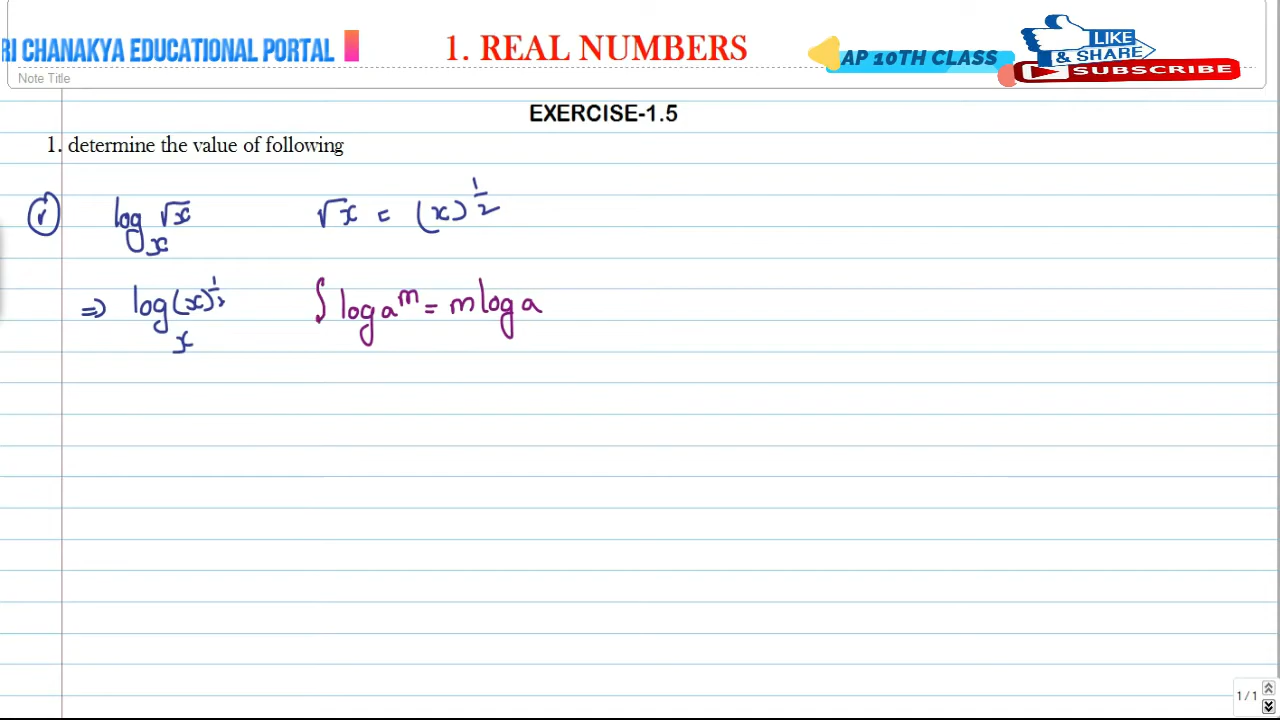 RI CHANAKYA EDUCATIONAL PORTAL
1. REAL NUMBERS
AP 10TH CLASS
LIKE
& SHARE
SUBSCRIBE
Note Title
EXERCISE-1.5
1. determine the value of following
log_x √x √x = (x)^1/2
⇒ log_x (x)^1/2 ∫ log a^m = m log a
1 / 1